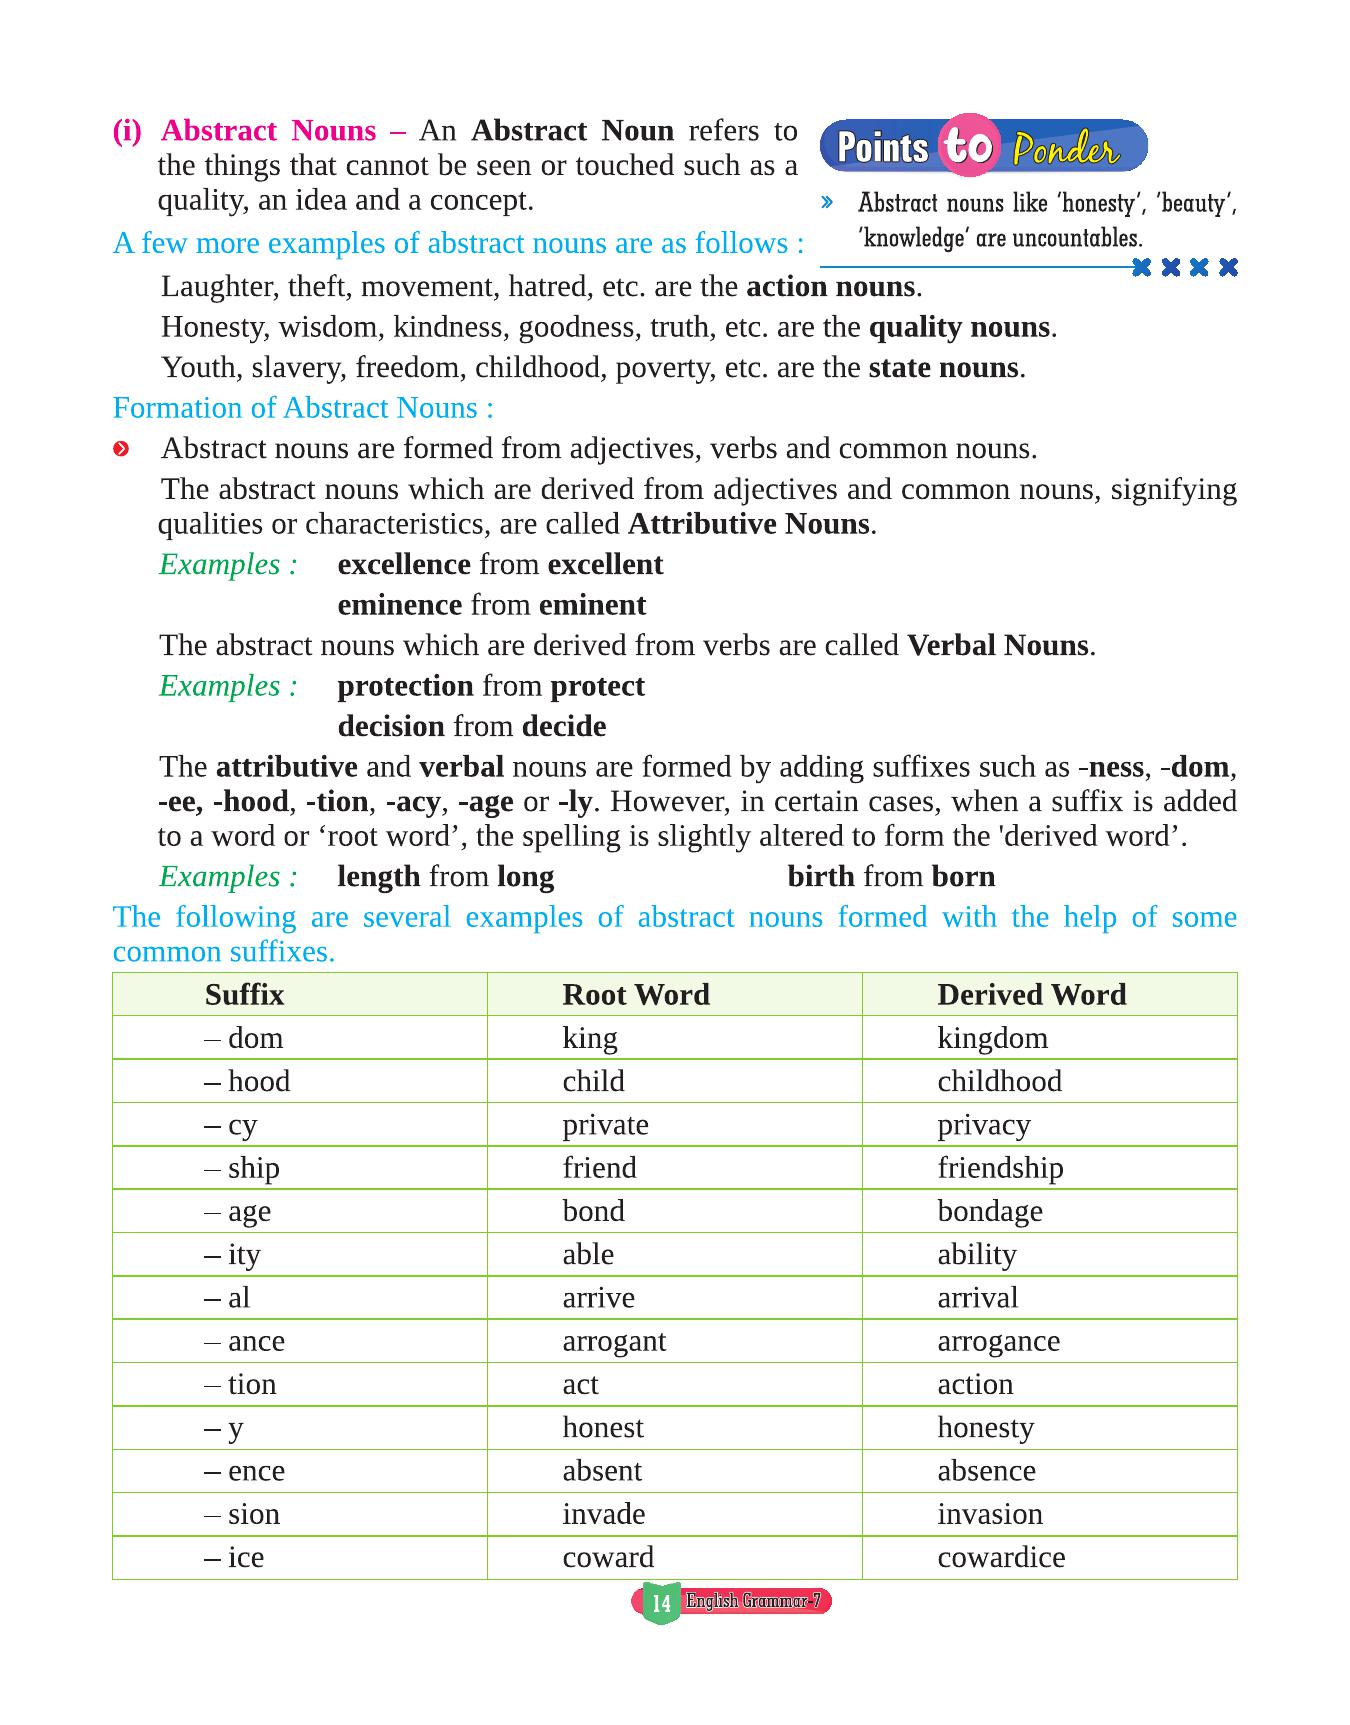 (i) Abstract Nouns – An Abstract Noun refers to
the things that cannot be seen or touched such as a
quality, an idea and a concept.
Points to Ponder
» Abstract nouns like 'honesty', 'beauty',
'knowledge' are uncountables.
A few more examples of abstract nouns are as follows :
Laughter, theft, movement, hatred, etc. are the action nouns.
Honesty, wisdom, kindness, goodness, truth, etc. are the quality nouns.
Youth, slavery, freedom, childhood, poverty, etc. are the state nouns.
Formation of Abstract Nouns :
Abstract nouns are formed from adjectives, verbs and common nouns.
The abstract nouns which are derived from adjectives and common nouns, signifying
qualities or characteristics, are called Attributive Nouns.
Examples : excellence from excellent
eminence from eminent
The abstract nouns which are derived from verbs are called Verbal Nouns.
Examples : protection from protect
decision from decide
The attributive and verbal nouns are formed by adding suffixes such as -ness, -dom,
-ee, -hood, -tion, -acy, -age or -ly. However, in certain cases, when a suffix is added
to a word or ‘root word’, the spelling is slightly altered to form the 'derived word’.
Examples : length from long birth from born
The following are several examples of abstract nouns formed with the help of some
common suffixes.
Suffix Root Word Derived Word
– dom king kingdom
– hood child childhood
– cy private privacy
– ship friend friendship
– age bond bondage
– ity able ability
– al arrive arrival
– ance arrogant arrogance
– tion act action
– y honest honesty
– ence absent absence
– sion invade invasion
– ice coward cowardice
14 English Grammar-7